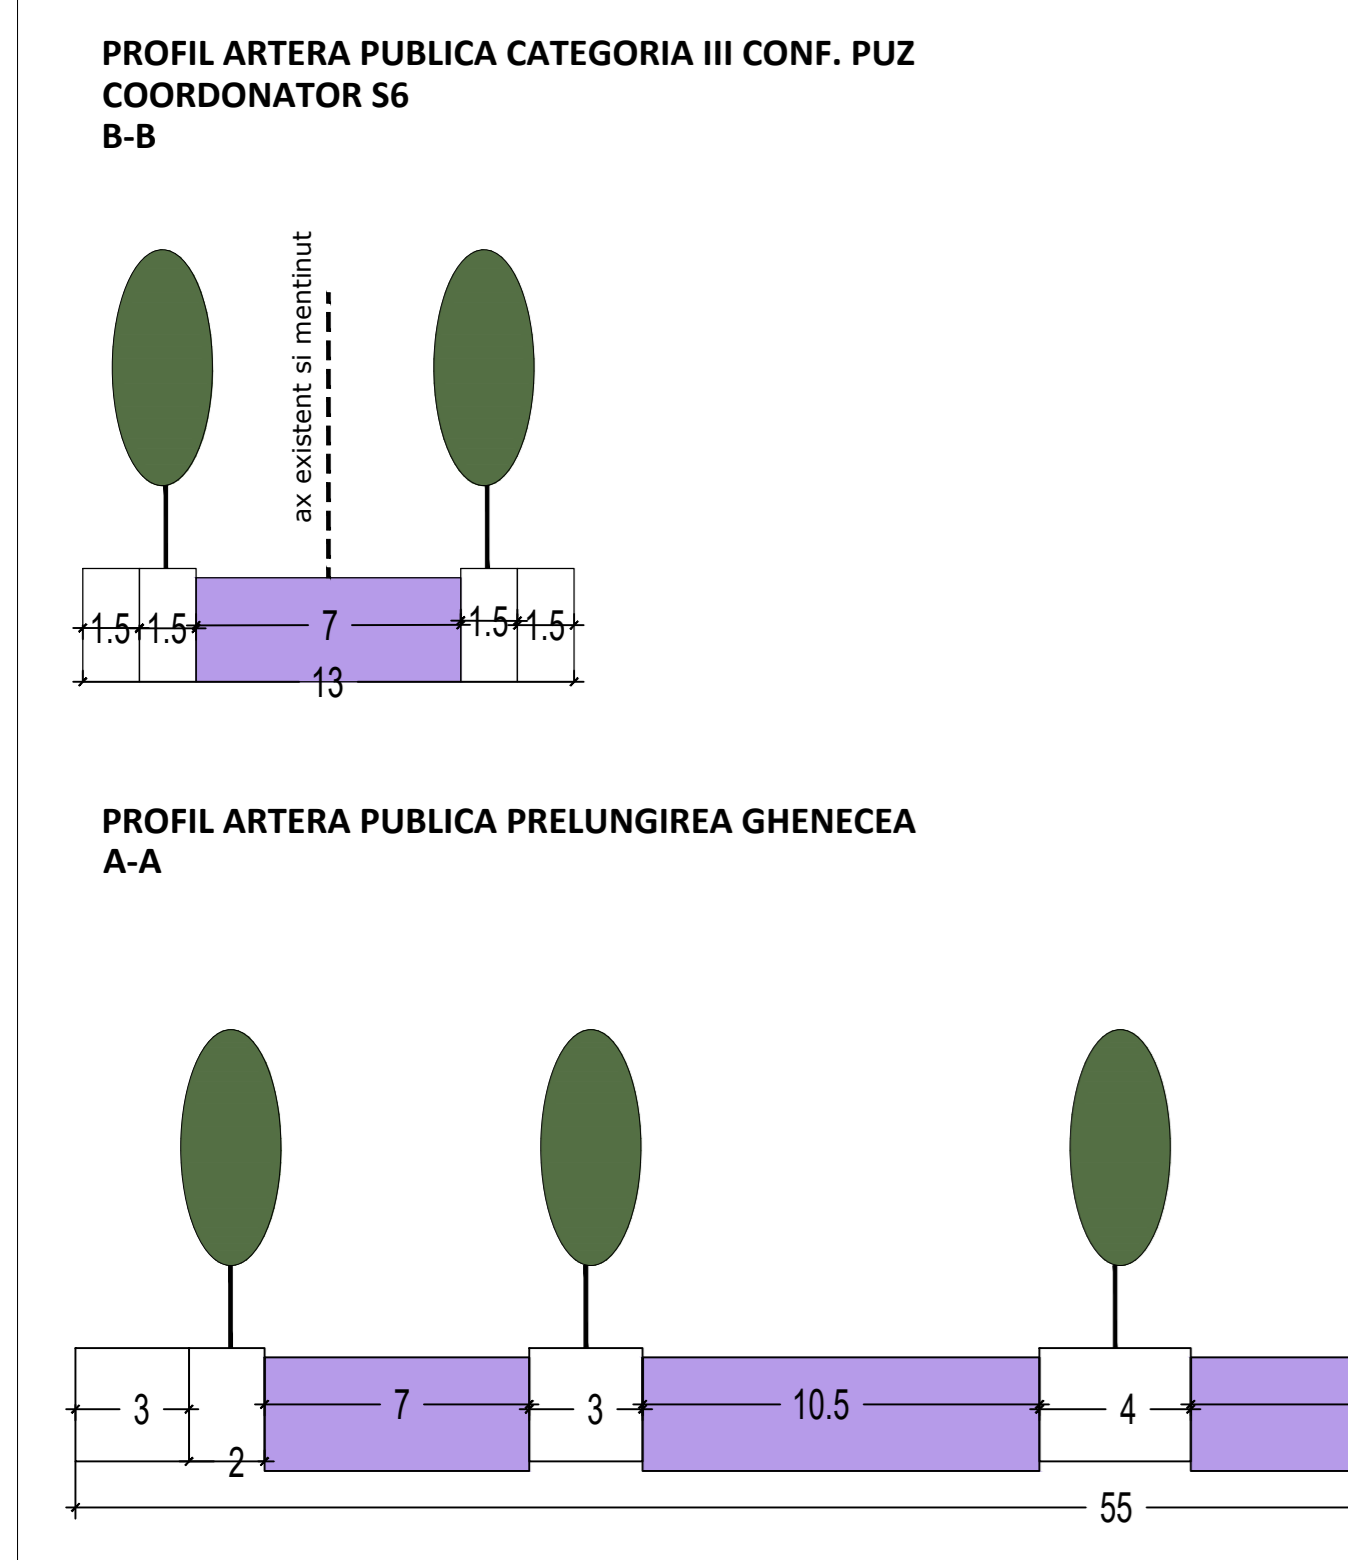 PROFIL ARTERA PUBLICA CATEGORIA III CONF. PUZ
COORDONATOR S6
B-B
ax existent si mentinut
1.5 1.5 7 1.5 1.5
13
PROFIL ARTERA PUBLICA PRELUNGIREA GHENECEA
A-A
3 7 3 10.5 4
2
55